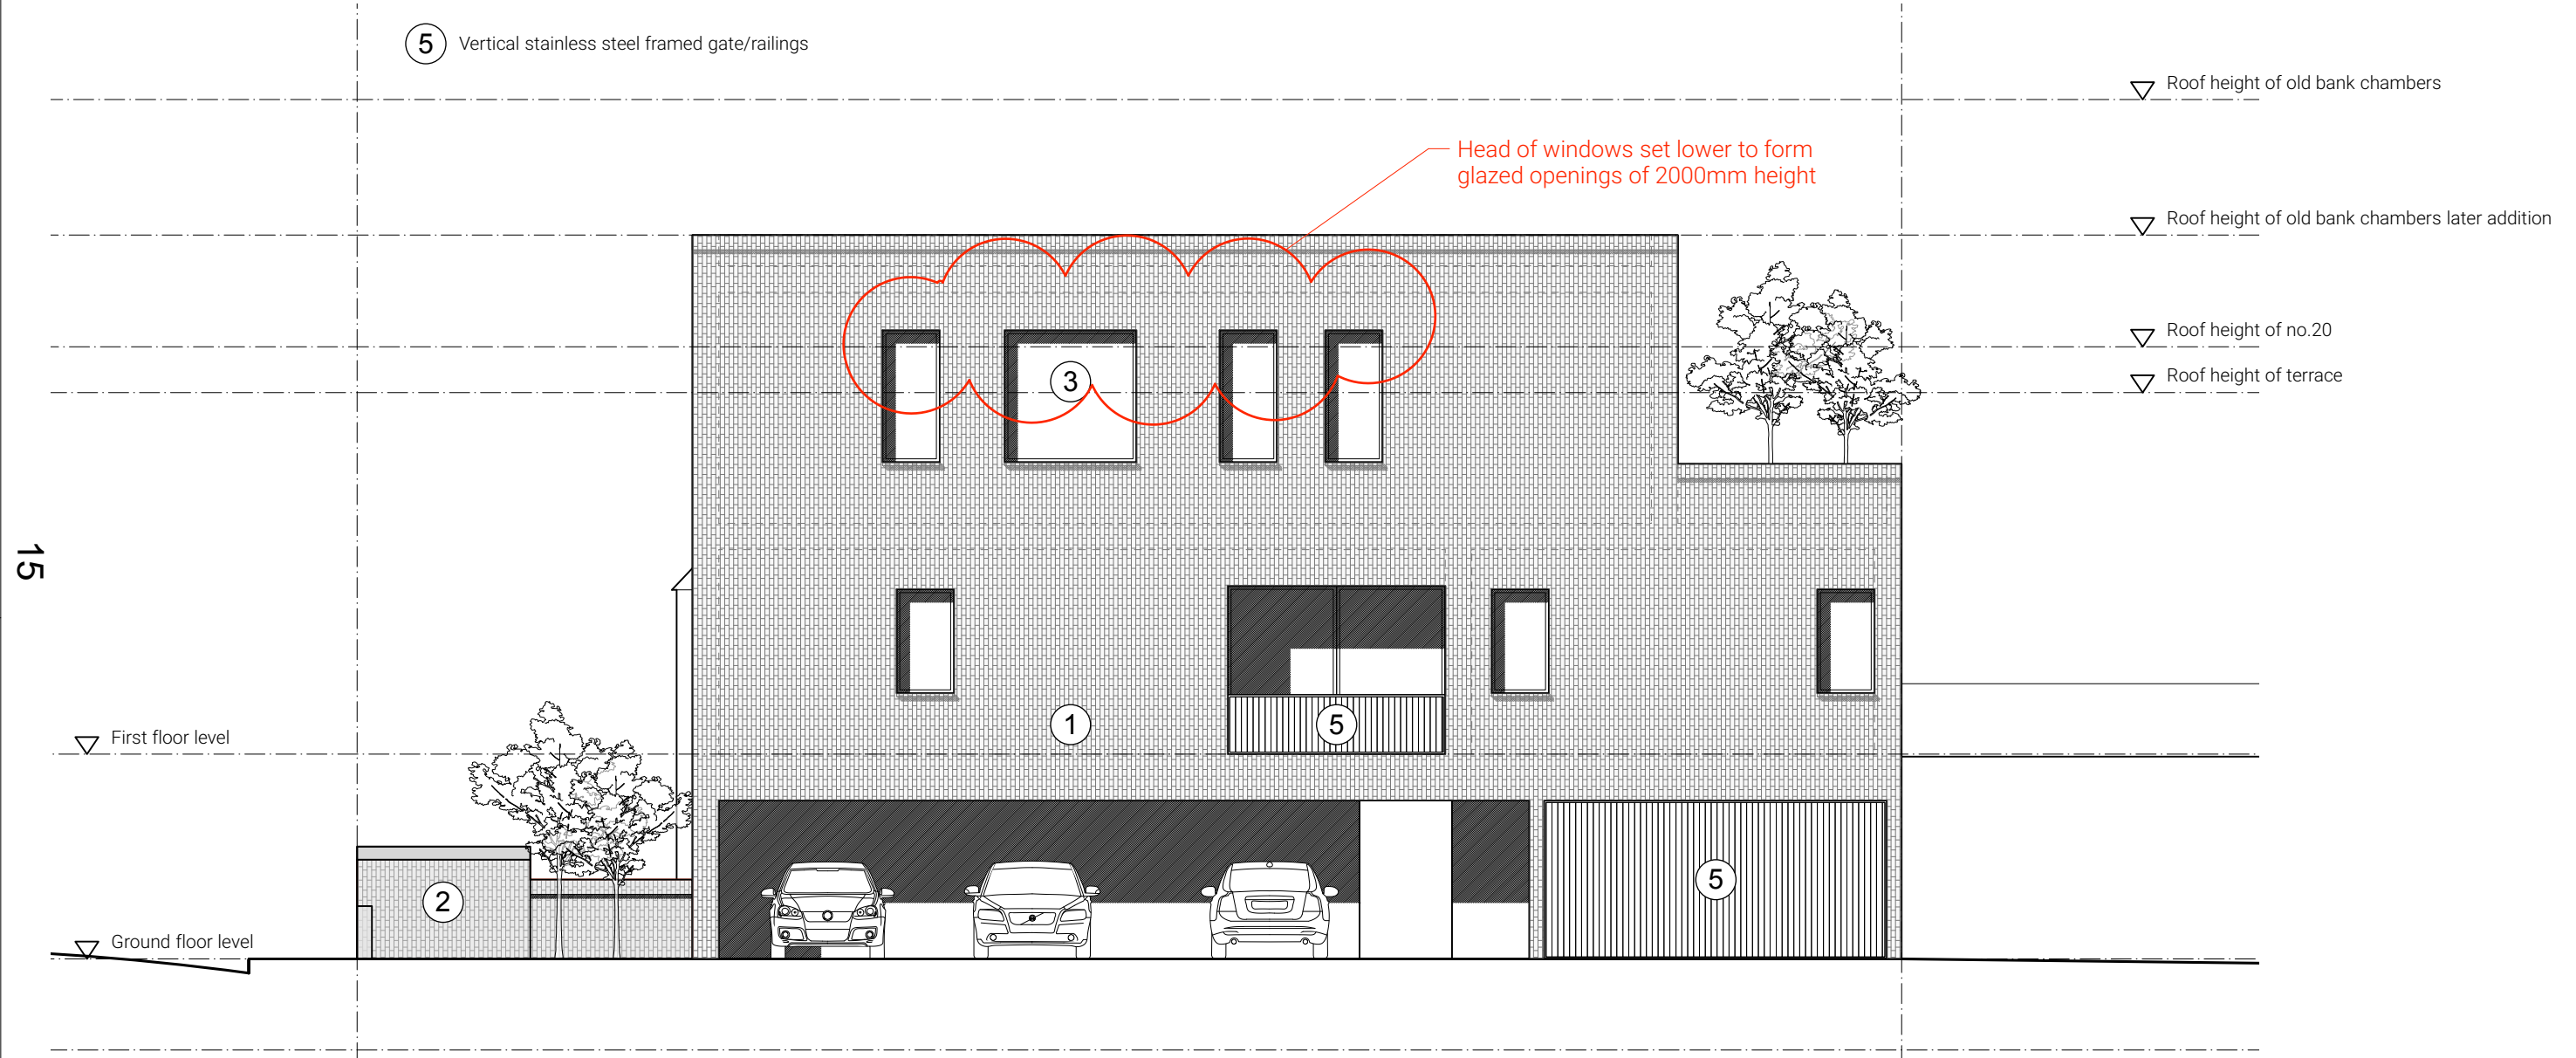 5 Vertical stainless steel framed gate/railings
Roof height of old bank chambers
Head of windows set lower to form
glazed openings of 2000mm height
Roof height of old bank chambers later addition
Roof height of no.20
Roof height of terrace
3
15
First floor level
1
5
5
2
Ground floor level